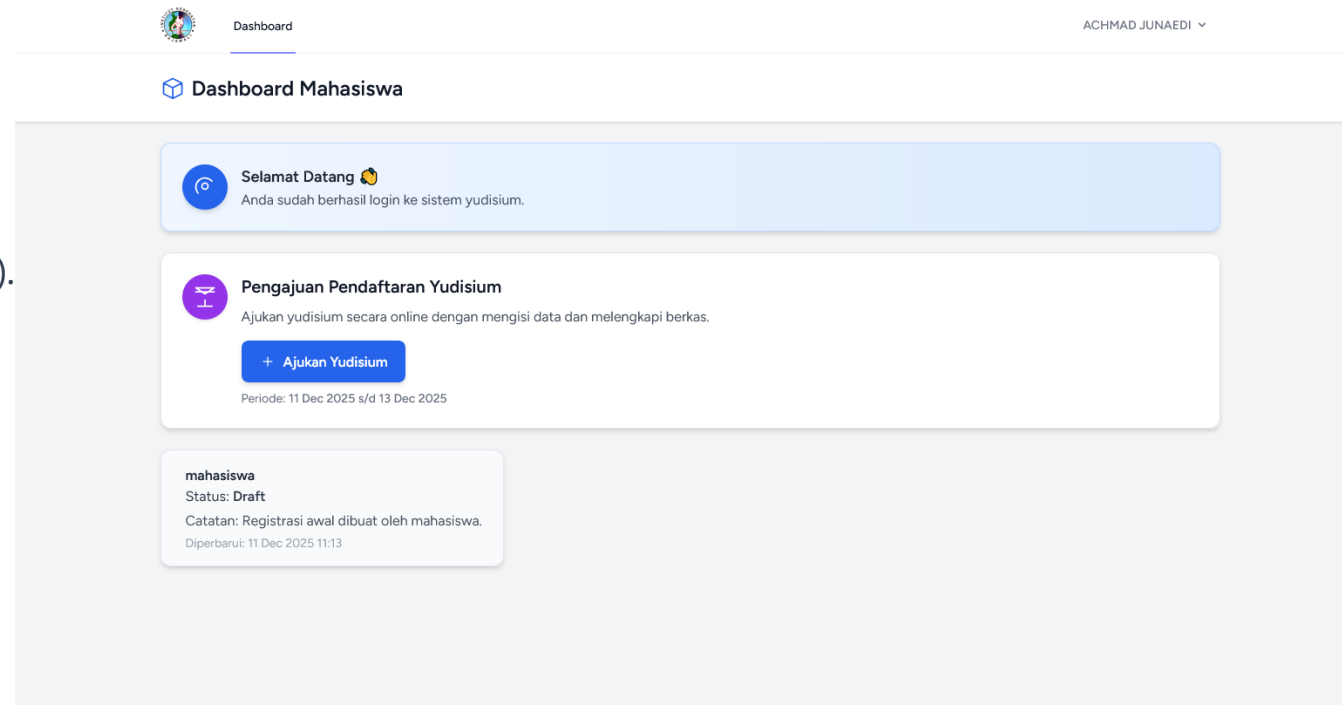 Dashboard
ACHMAD JUNAEDI
Dashboard Mahasiswa
Selamat Datang 👋
Anda sudah berhasil login ke sistem yudisium.
).
Pengajuan Pendaftaran Yudisium
Ajukan yudisium secara online dengan mengisi data dan melengkapi berkas.
+ Ajukan Yudisium
Periode: 11 Dec 2025 s/d 13 Dec 2025
mahasiswa
Status: Draft
Catatan: Registrasi awal dibuat oleh mahasiswa.
Diperbarui: 11 Dec 2025 11:13